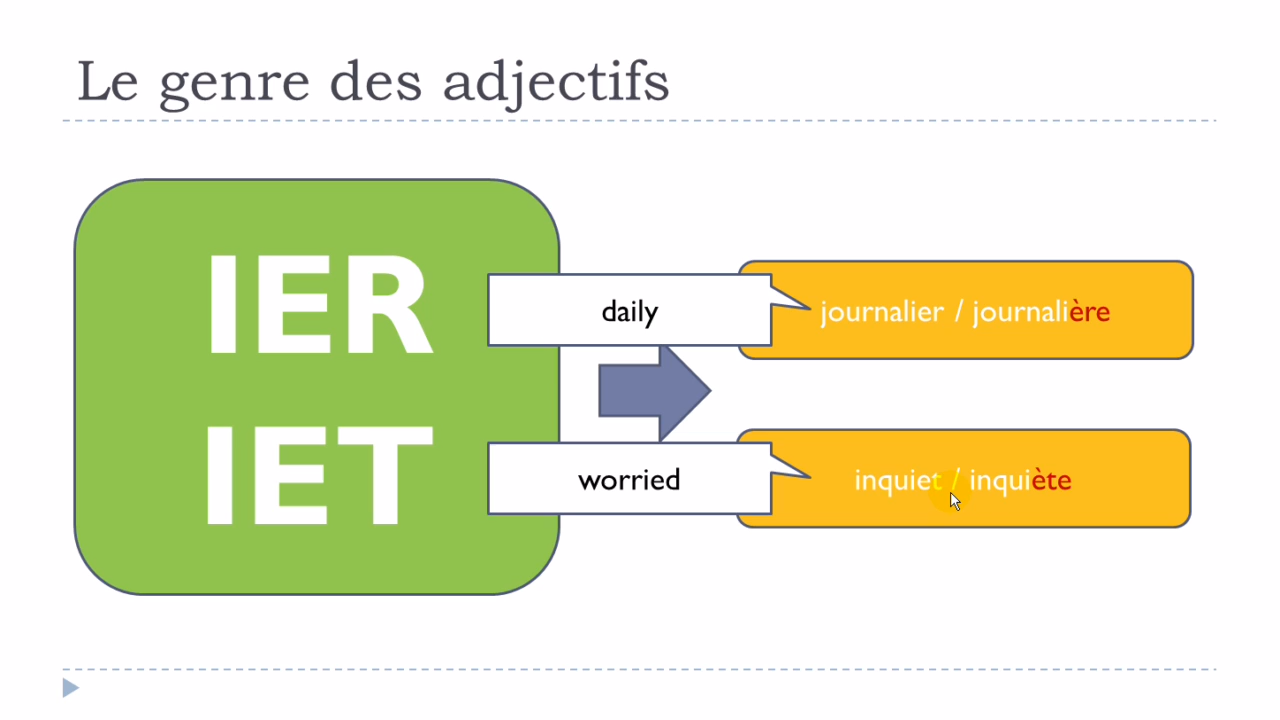 Le genre des adjectifs
IER
IET
daily
journalier / journalière
worried
inquiet / inquiète